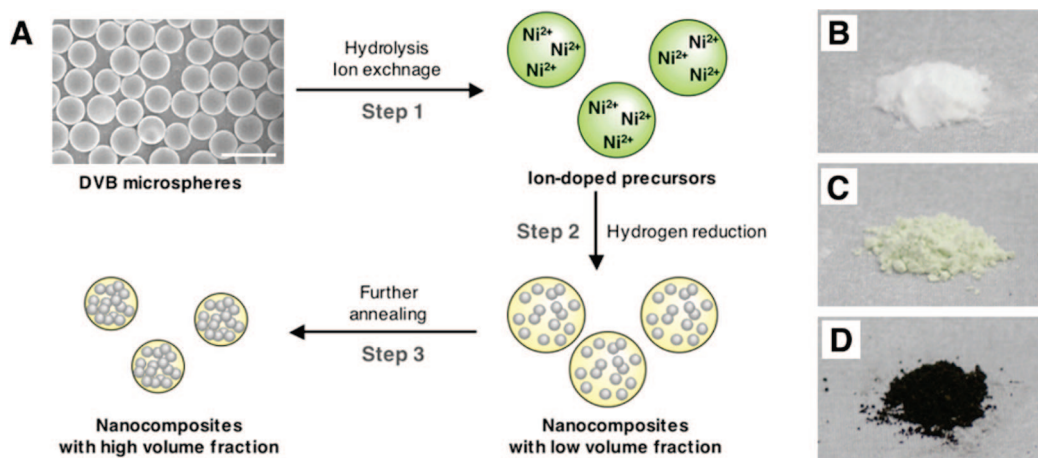 A
Hydrolysis
Ion exchnage
Step 1
DVB microspheres
Ni2+
Ni2+
Ni2+
Ni2+
Ni2+
Ni2+
Ni2+
Ni2+
Ni2+
Ion-doped precursors
Step 2
Hydrogen reduction
Further
annealing
Step 3
Nanocomposites
with high volume fraction
Nanocomposites
with low volume fraction
B
C
D